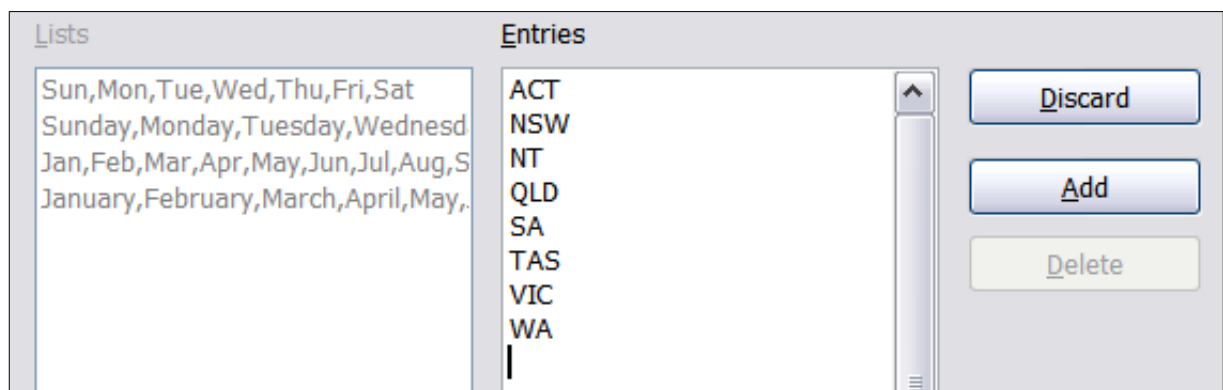 Lists
Entries
Sun,Mon,Tue,Wed,Thu,Fri,Sat
Sunday,Monday,Tuesday,Wednesd
Jan,Feb,Mar,Apr,May,Jun,Jul,Aug,S
January,February,March,April,May,.
ACT
NSW
NT
QLD
SA
TAS
VIC
WA
Discard
Add
Delete